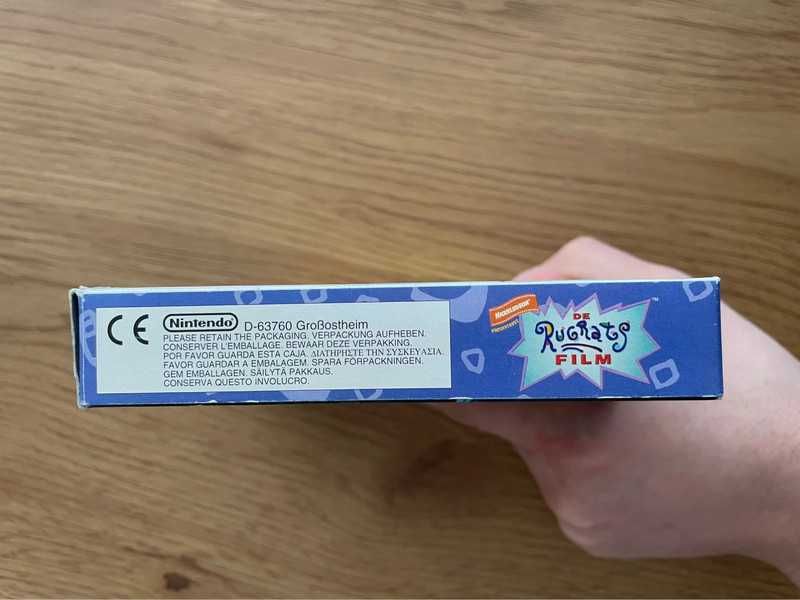 CE
Nintendo D-63760 Großostheim
PLEASE RETAIN THE PACKAGING. VERPACKUNG AUFHEBEN.
CONSERVER L'EMBALLAGE. BEWAAR DEZE VERPAKKING.
POR FAVOR GUARDA ESTA CAJA. ΔΙΑΤΗΡΗΣΤΕ ΤΗΝ ΣΥΣΚΕΥΑΣΙΑ.
FAVOR GUARDAR A EMBALAGEM. SPARA FÖRPACKNINGEN.
GEM EMBALLAGEN. SÄILYTÄ PAKKAUS.
CONSERVA QUESTO INVOLUCRO.
NICKELODEON
DE
RUGRATS
FILM
™